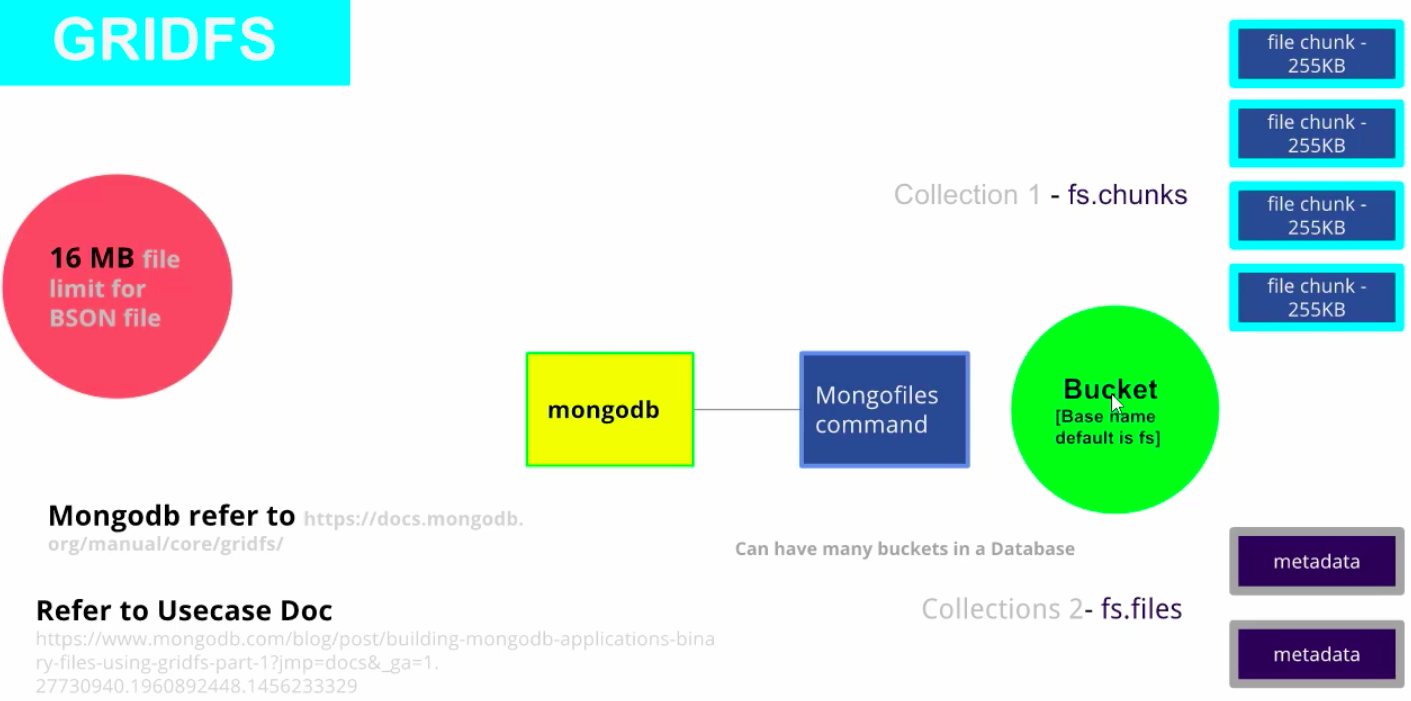 GRIDFS
file chunk -
255KB
file chunk -
255KB
Collection 1 - fs.chunks
file chunk -
255KB
file chunk -
255KB
16 MB file
limit for
BSON file
mongodb
Mongofiles
command
Bucket
[Base name
default is fs]
Mongodb refer to https://docs.mongodb.
org/manual/core/gridfs/
Can have many buckets in a Database
metadata
Refer to Usecase Doc
Collections 2- fs.files
https://www.mongodb.com/blog/post/building-mongodb-applications-bina
ry-files-using-gridfs-part-1?jmp=docs&_ga=1.
27730940.1960892448.1456233329
metadata